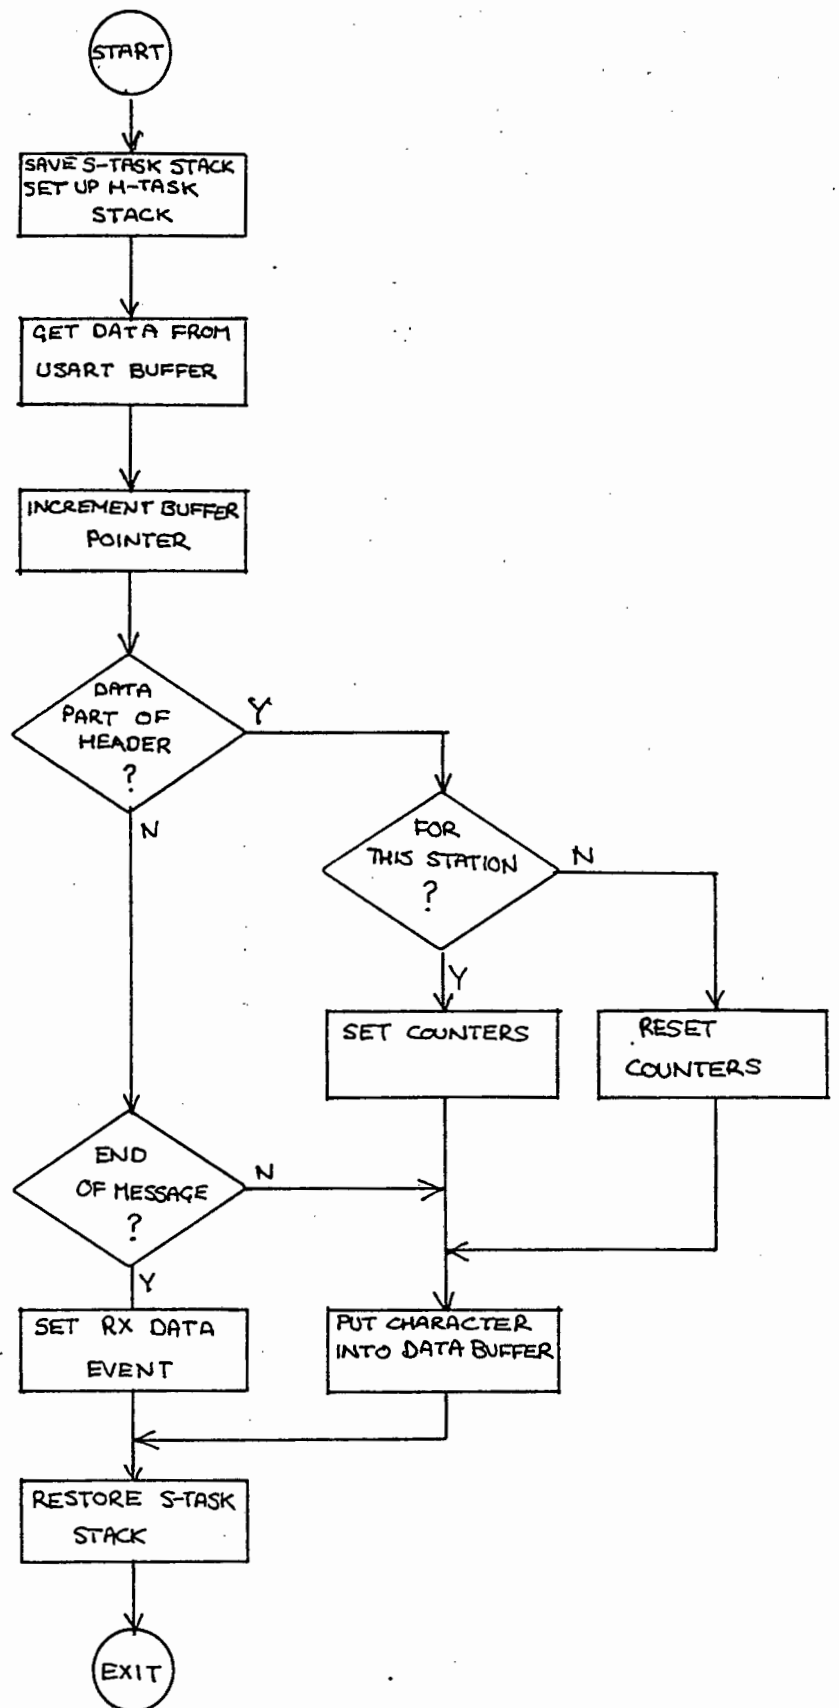 START
SAVE S-TASK STACK
SET UP H-TASK
STACK
GET DATA FROM
USART BUFFER
INCREMENT BUFFER
POINTER
DATA
PART OF
HEADER
?
Y
N
FOR
THIS STATION
?
N
Y
SET COUNTERS
RESET
COUNTERS
END
OF MESSAGE
?
N
Y
SET RX DATA
EVENT
PUT CHARACTER
INTO DATA BUFFER
RESTORE S-TASK
STACK
EXIT